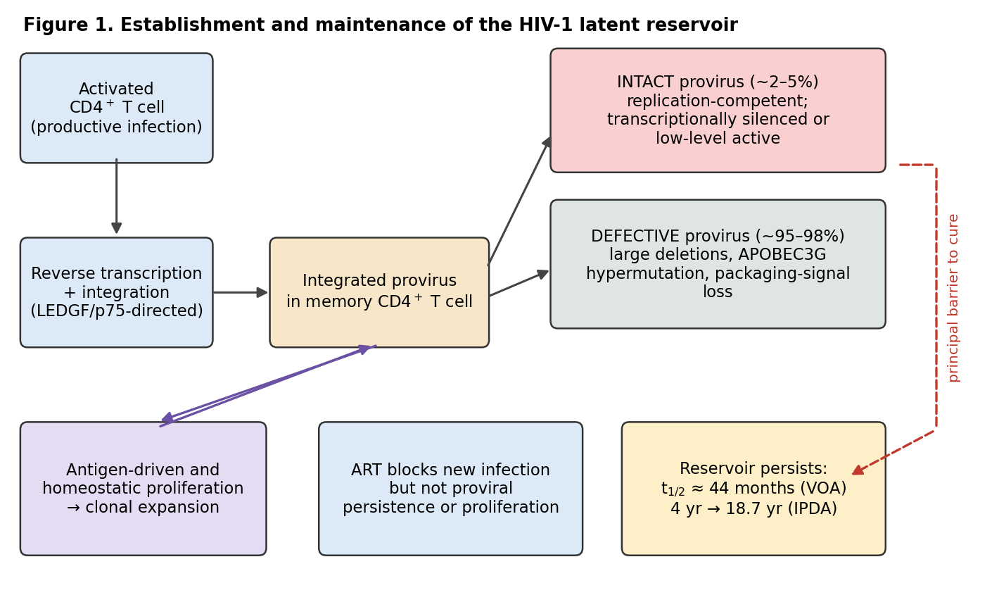 Figure 1. Establishment and maintenance of the HIV-1 latent reservoir
Activated
CD4⁺ T cell
(productive infection)
INTACT provirus (~2–5%)
replication-competent;
transcriptionally silenced or
low-level active
Reverse transcription
+ integration
(LEDGF/p75-directed)
Integrated provirus
in memory CD4⁺ T cell
DEFECTIVE provirus (~95–98%)
large deletions, APOBEC3G
hypermutation, packaging-signal
loss
principal barrier to cure
Antigen-driven and
homeostatic proliferation
→ clonal expansion
ART blocks new infection
but not proviral
persistence or proliferation
Reservoir persists:
t₁/₂ ≈ 44 months (VOA)
4 yr → 18.7 yr (IPDA)